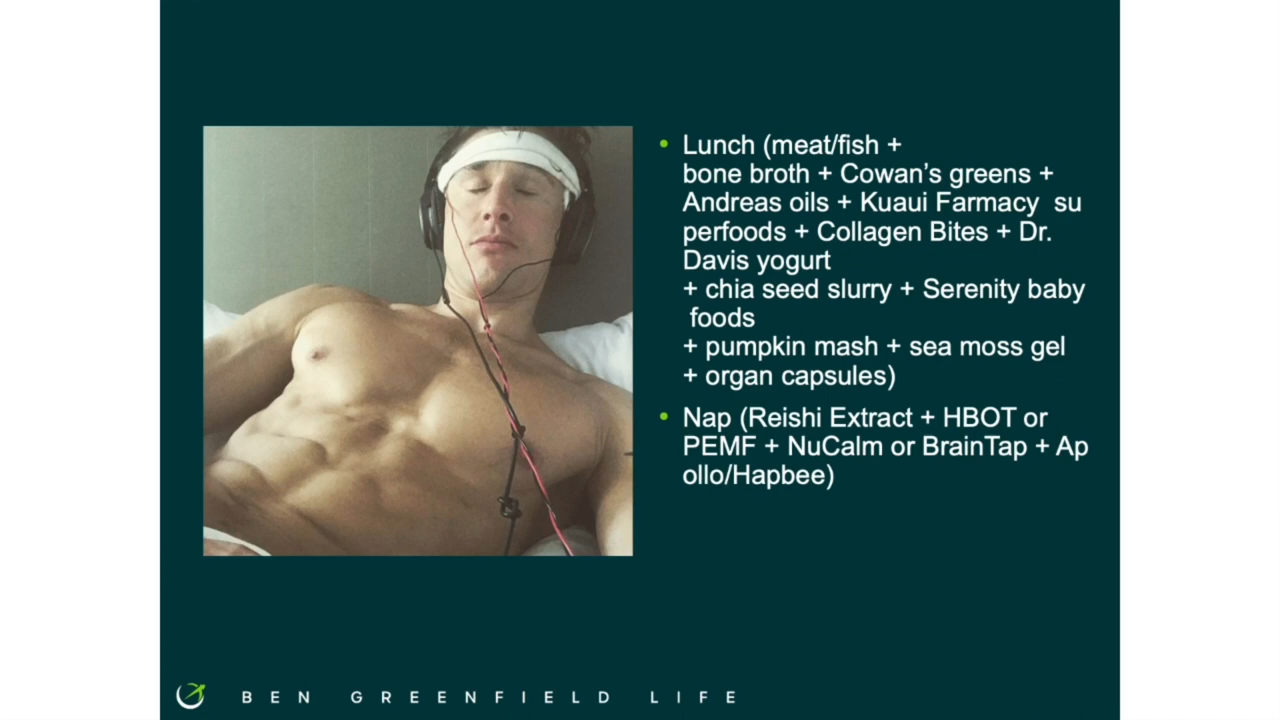 • Lunch (meat/fish +
bone broth + Cowan’s greens +
Andreas oils + Kuaui Farmacy  su
perfoods + Collagen Bites + Dr.
Davis yogurt
+ chia seed slurry + Serenity baby
foods
+ pumpkin mash + sea moss gel
+ organ capsules)
• Nap (Reishi Extract + HBOT or
PEMF + NuCalm or BrainTap + Ap
ollo/Hapbee)
BEN GREENFIELD LIFE